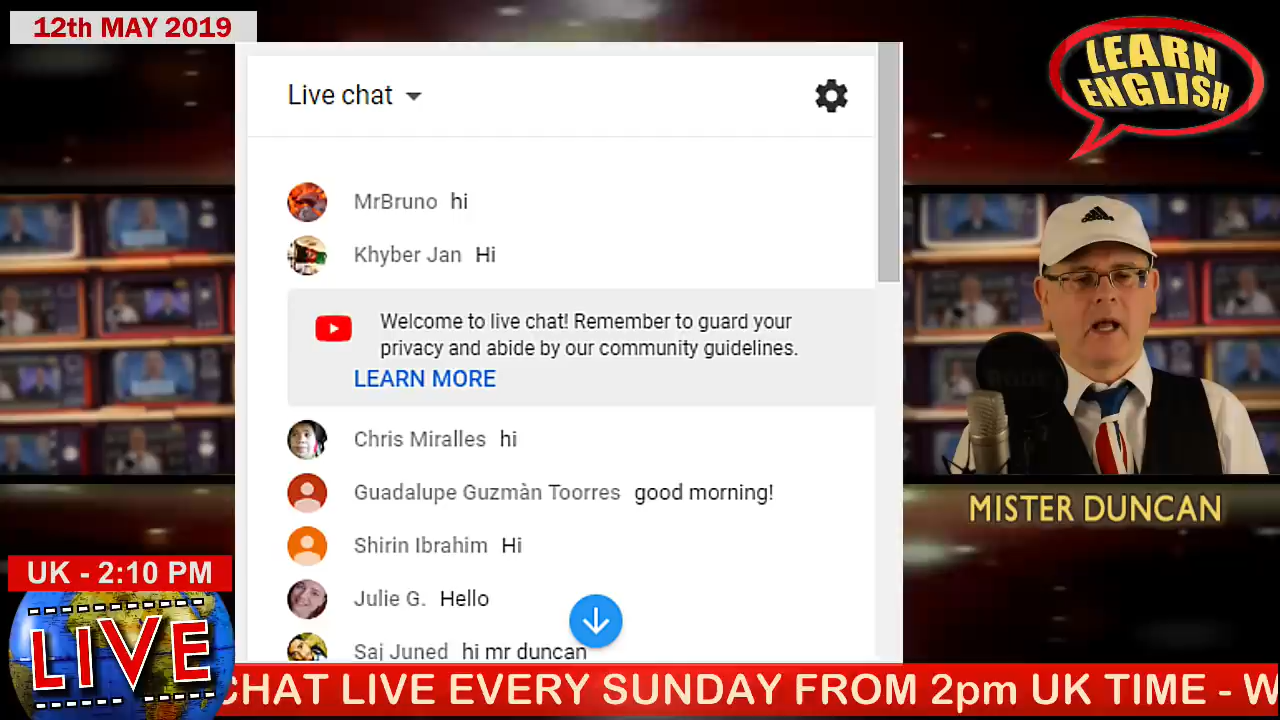 12th MAY 2019
LEARN
ENGLISH
Live chat
MrBruno hi
Khyber Jan Hi
Welcome to live chat! Remember to guard your
privacy and abide by our community guidelines.
LEARN MORE
Chris Miralles hi
Guadalupe Guzmàn Toorres good morning!
Shirin Ibrahim Hi
Julie G. Hello
Saj Juned hi mr duncan
MISTER DUNCAN
UK - 2:10 PM
LIVE
CHAT LIVE EVERY SUNDAY FROM 2pm UK TIME - W